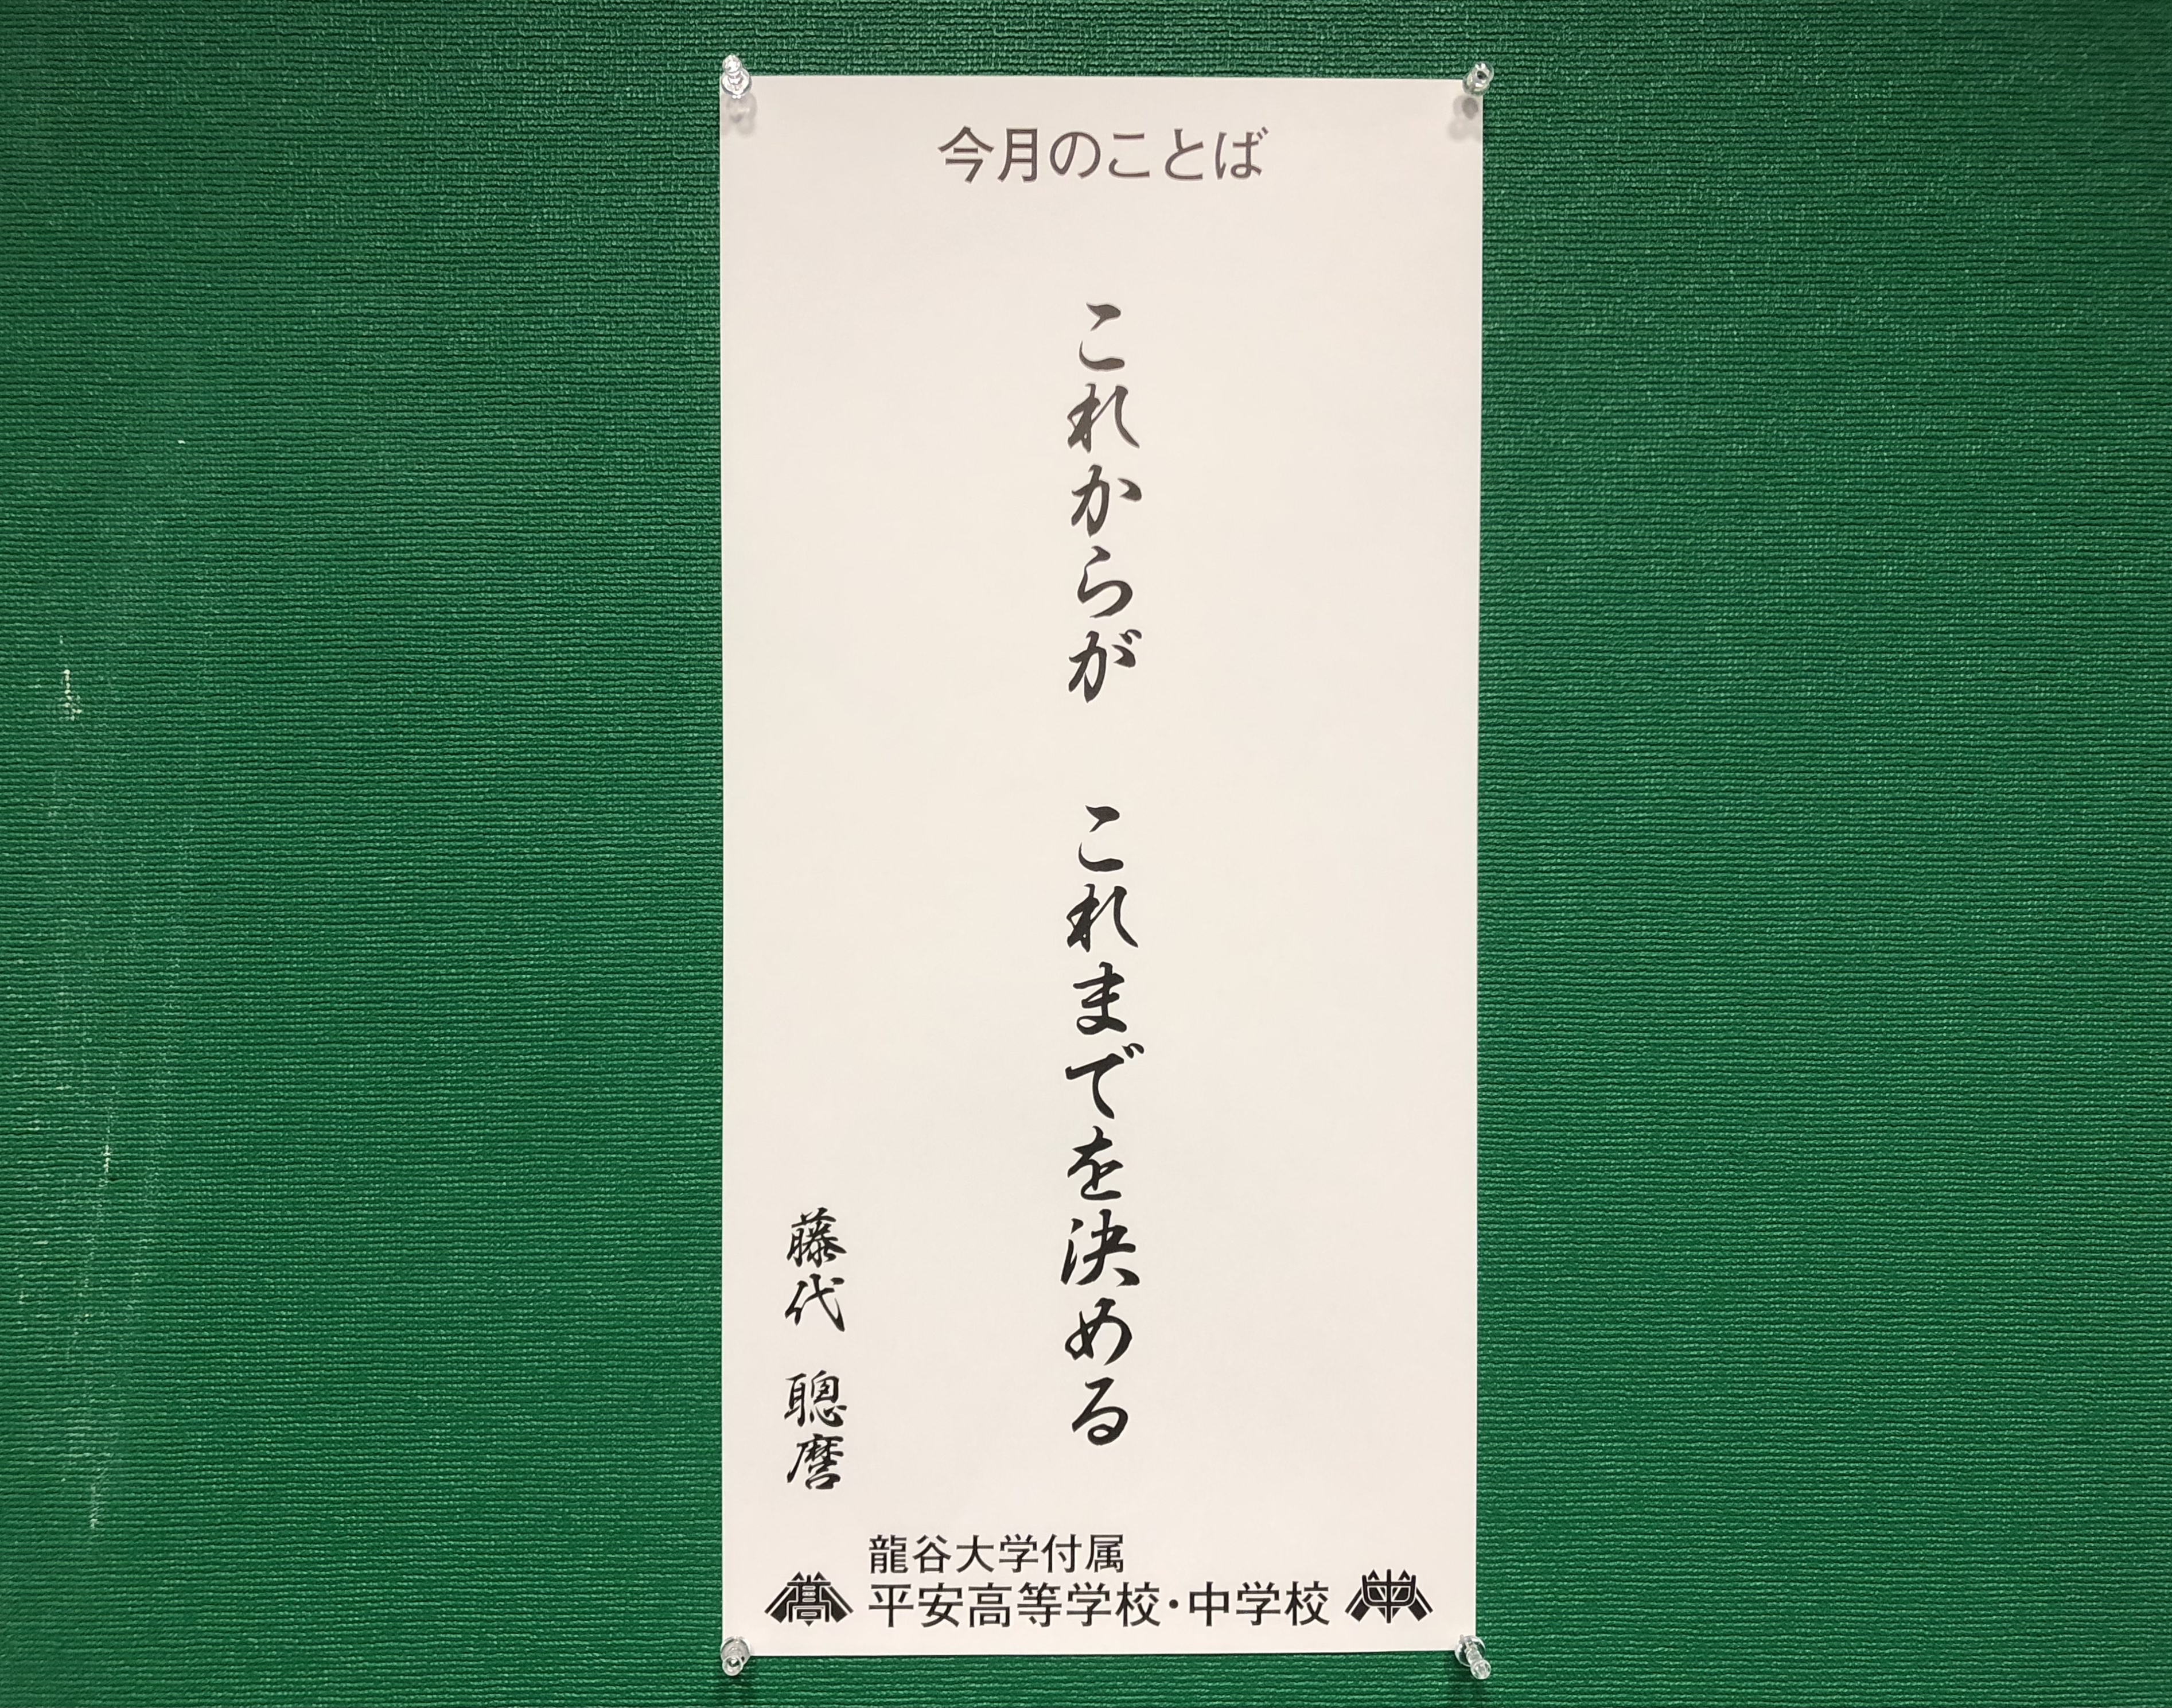 今月のことば
これからが　これまでを決める
藤代　聰麿
龍谷大学付属
平安高等学校・中学校
高
中